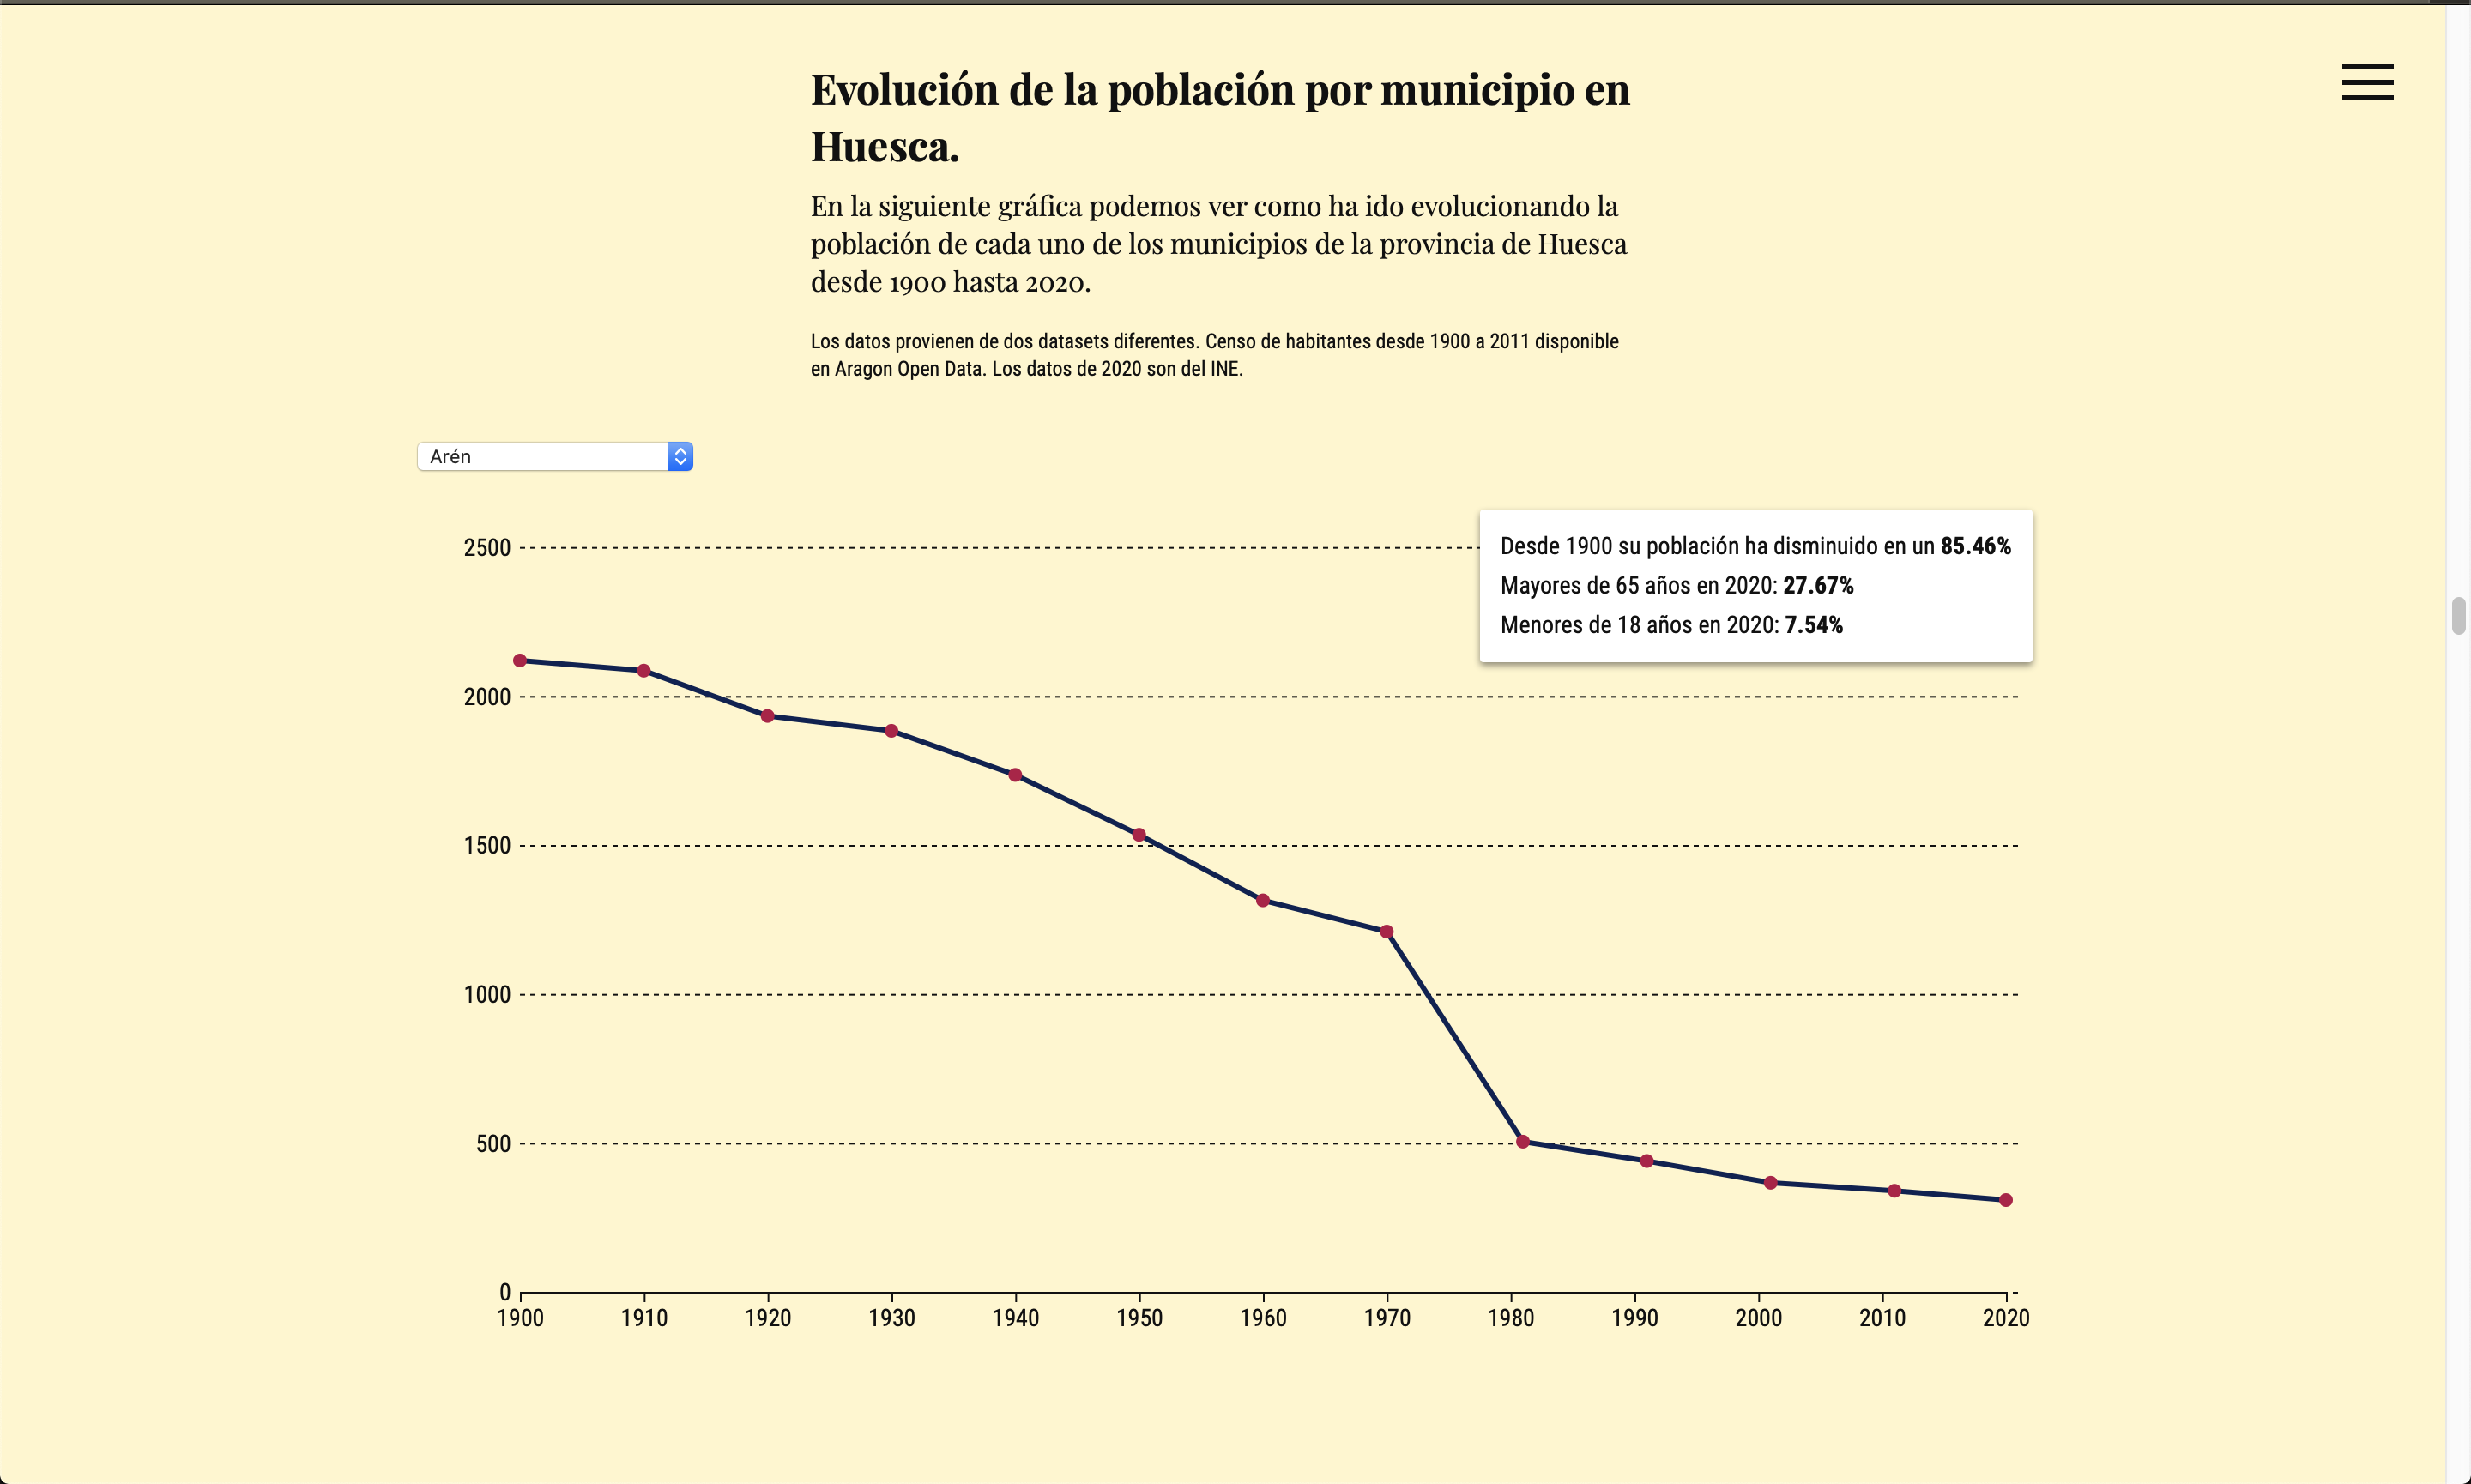 Evolución de la población por municipio en
Huesca.
En la siguiente gráfica podemos ver como ha ido evolucionando la
población de cada uno de los municipios de la provincia de Huesca
desde 1900 hasta 2020.
Los datos provienen de dos datasets diferentes. Censo de habitantes desde 1900 a 2011 disponible
en Aragon Open Data. Los datos de 2020 son del INE.
Arén
Desde 1900 su población ha disminuido en un 85.46%
Mayores de 65 años en 2020: 27.67%
Menores de 18 años en 2020: 7.54%
2500
2000
1500
1000
500
0
1900 1910 1920 1930 1940 1950 1960 1970 1980 1990 2000 2010 2020